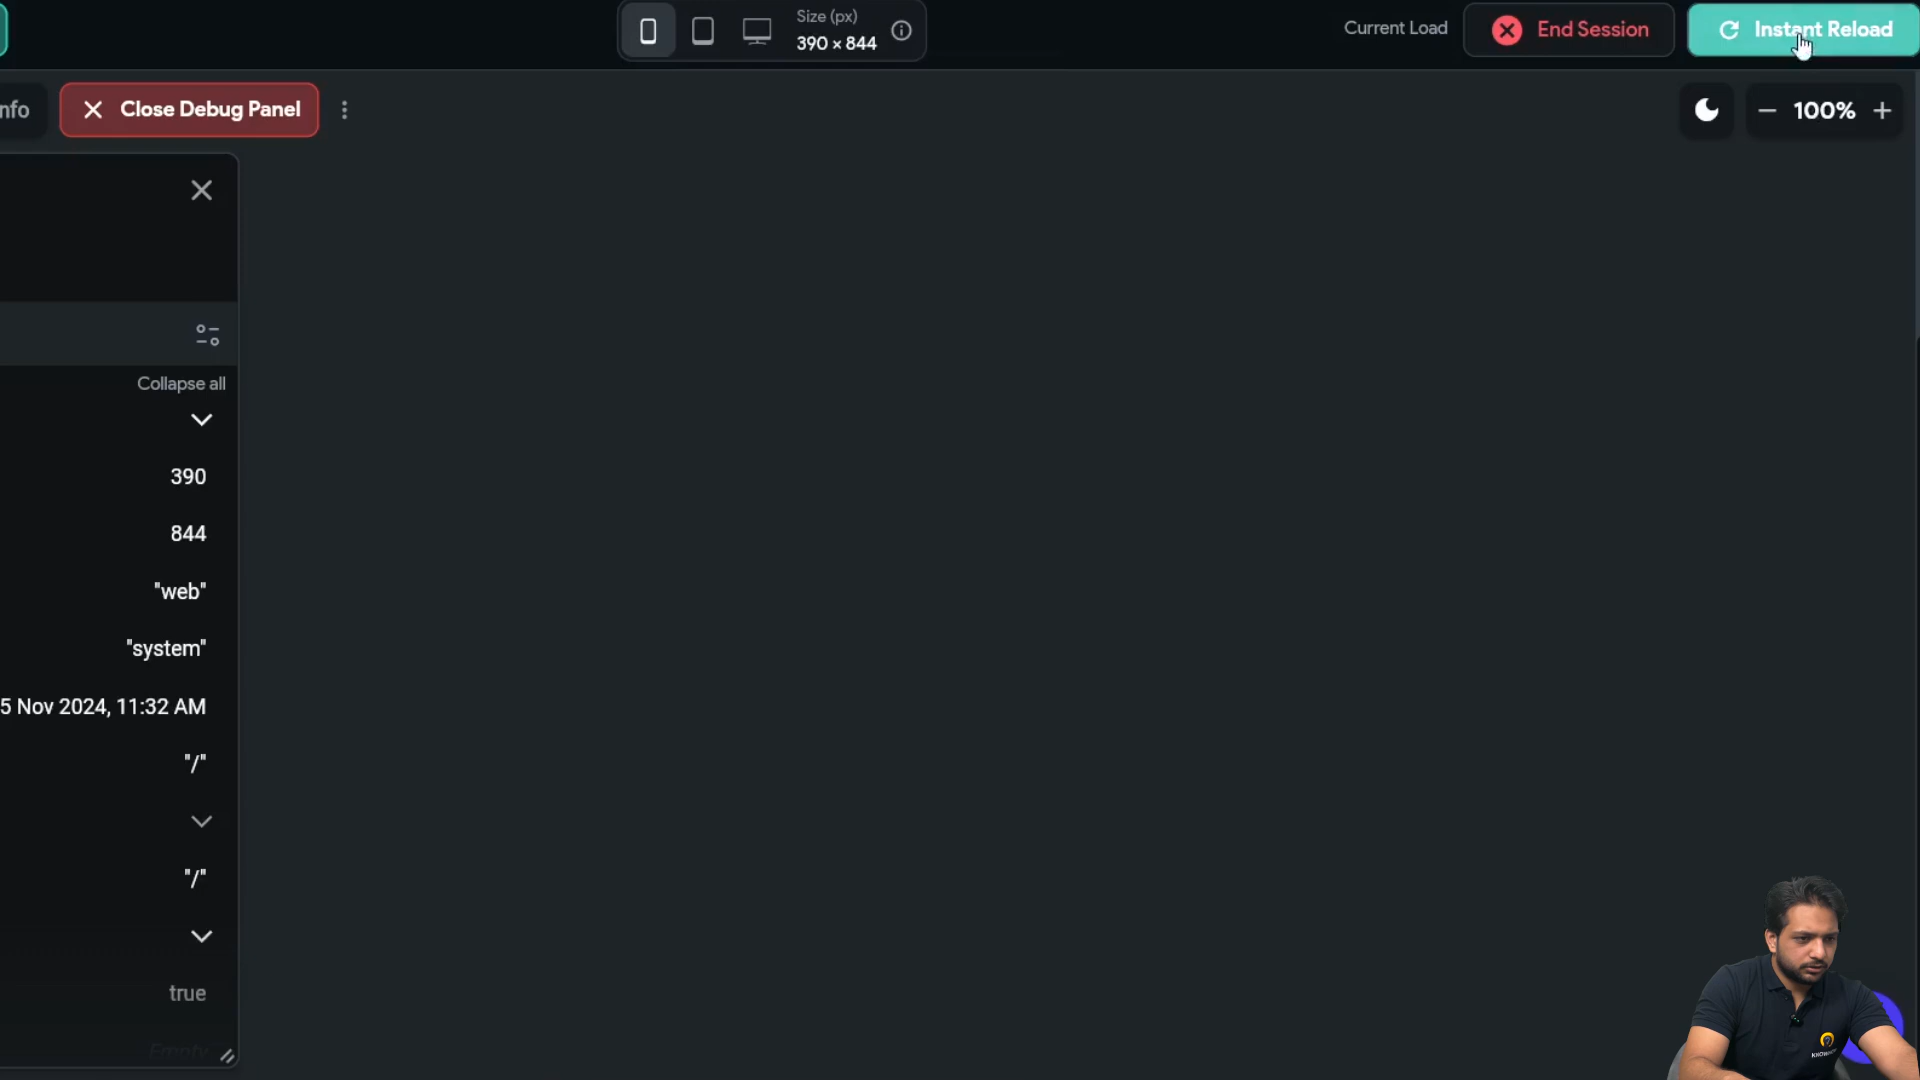 Size (px)
390 × 844
Current Load
End Session
Instant Reload
nfo
Close Debug Panel
100%
Collapse all
390
844
"web"
"system"
5 Nov 2024, 11:32 AM
"/"
"/"
true
Empty